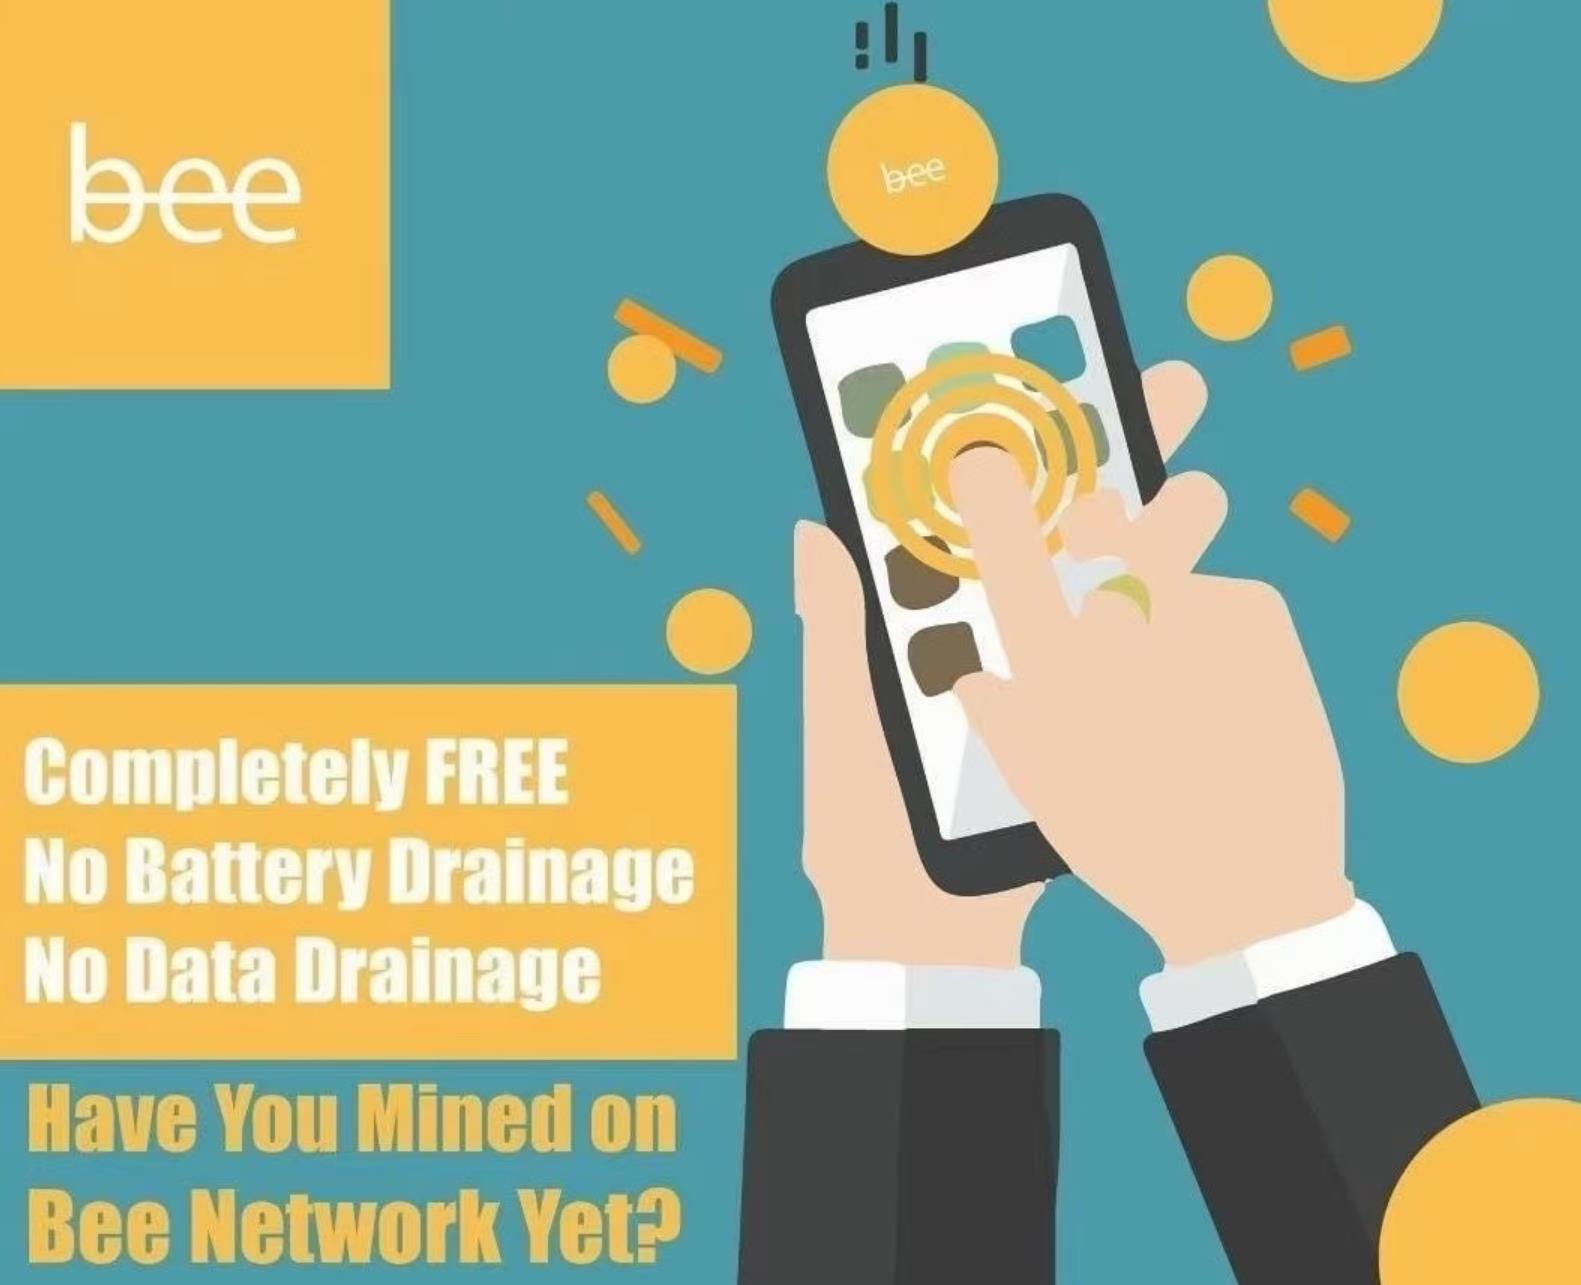 bee
bee
Completely FREE
No Battery Drainage
No Data Drainage
Have You Mined on
Bee Network Yet?